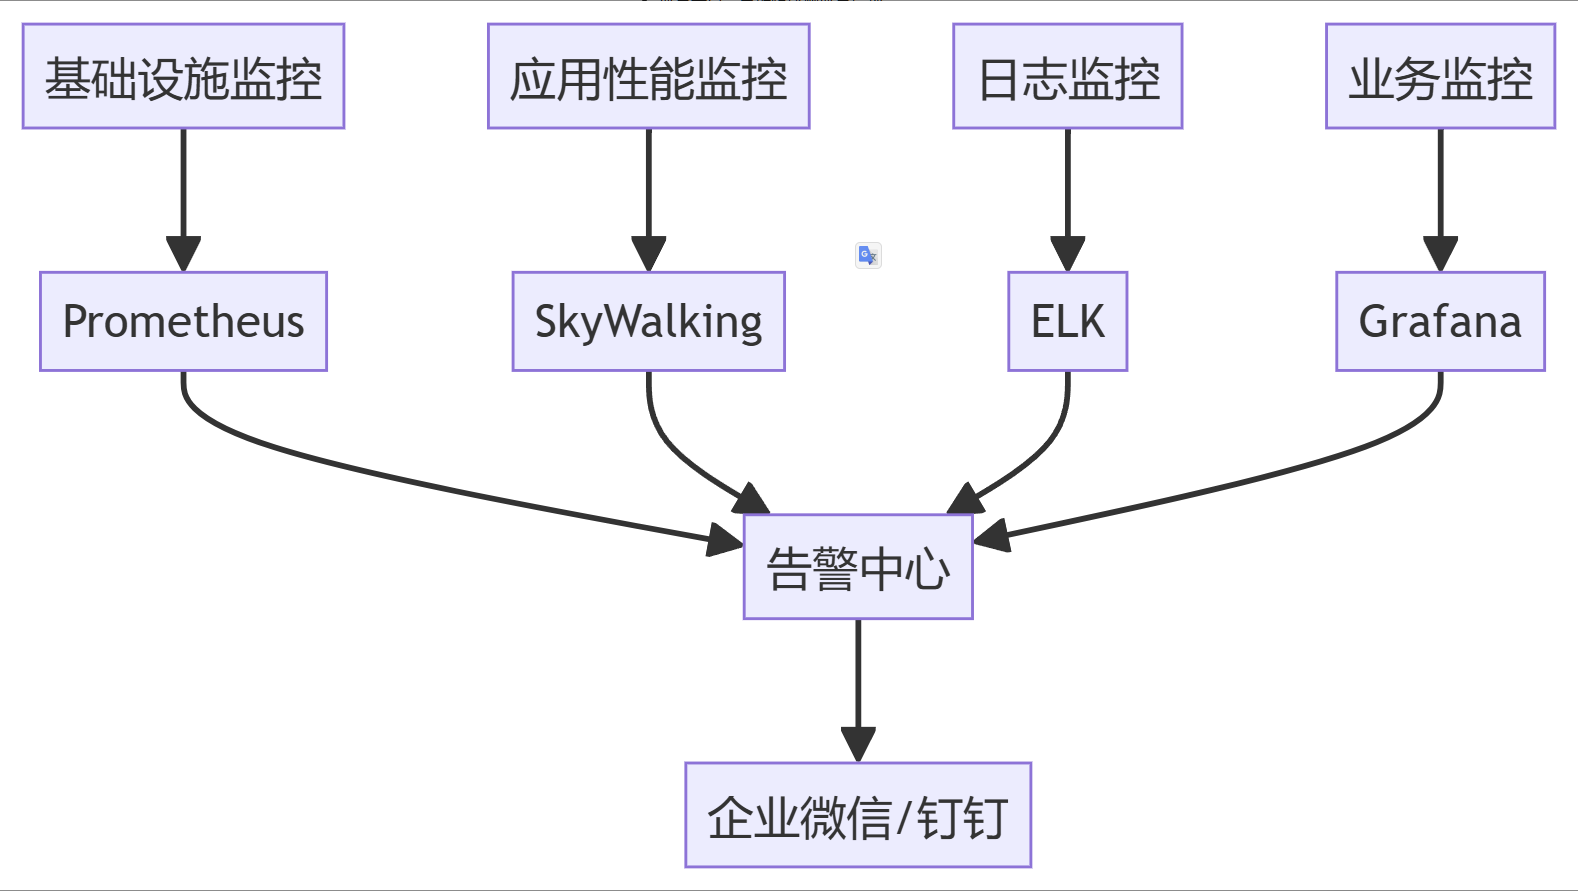 基础设施监控
应用性能监控
日志监控
业务监控
Prometheus
SkyWalking
ELK
Grafana
告警中心
企业微信/钉钉